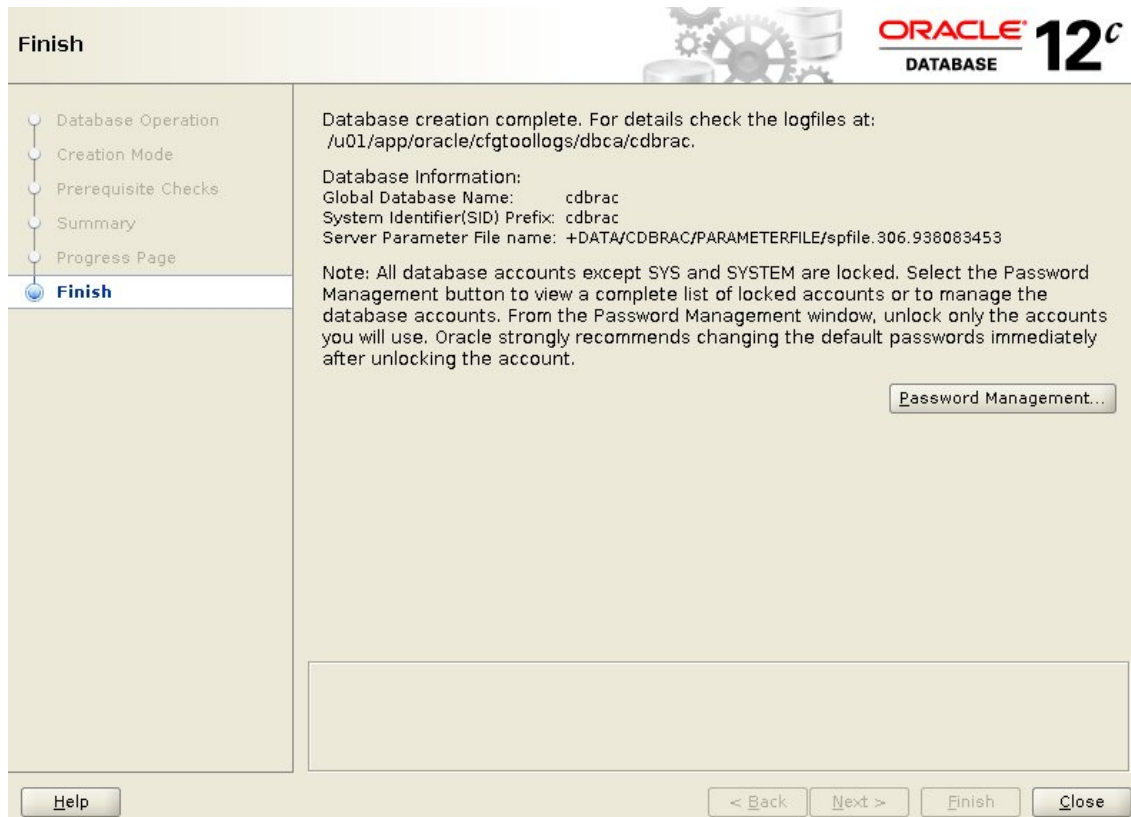 Finish
ORACLE
DATABASE
12c
Database Operation
Creation Mode
Prerequisite Checks
Summary
Progress Page
Finish
Database creation complete. For details check the logfiles at:
/u01/app/oracle/cfgtoollogs/dbca/cdbrac.
Database Information:
Global Database Name: cdbrac
System Identifier(SID) Prefix: cdbrac
Server Parameter File name: +DATA/CDBRAC/PARAMETERFILE/spfile.306.938083453
Note: All database accounts except SYS and SYSTEM are locked. Select the Password
Management button to view a complete list of locked accounts or to manage the
database accounts. From the Password Management window, unlock only the accounts
you will use. Oracle strongly recommends changing the default passwords immediately
after unlocking the account.
Password Management...
Help
< Back
Next >
Finish
Close